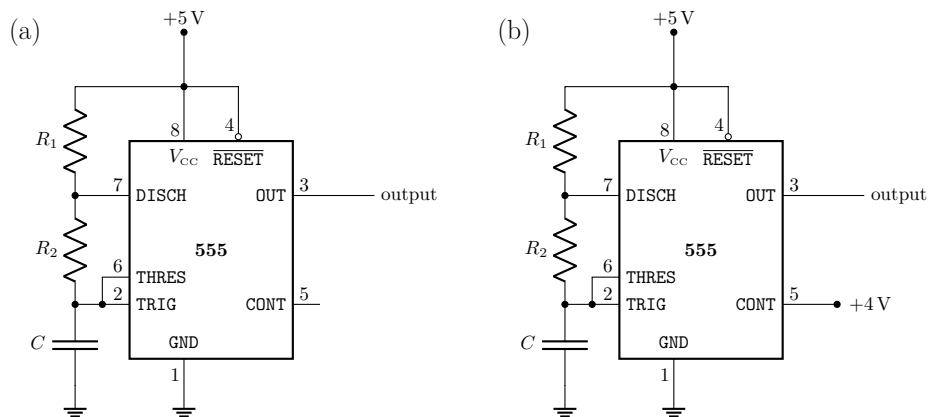 (a)
+5 V
R1
8
4
VCC
RESET
7
DISCH
OUT
3
output
R2
555
6
THRES
2
TRIG
CONT
5
C
GND
1
(b)
+5 V
R1
8
4
VCC
RESET
7
DISCH
OUT
3
output
R2
555
6
THRES
2
TRIG
CONT
5
+4 V
C
GND
1